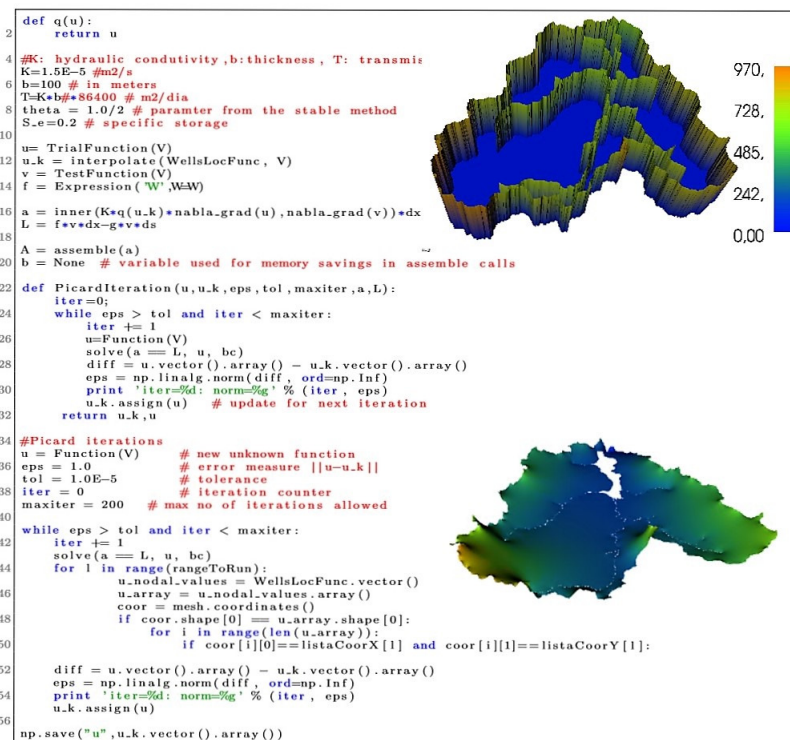 def q(u):
2 return u
4 #K: hydraulic condutivity ,b:thickness , T: transmis
K=1.5E-5 #m2/s
6 b=100 # in meters
T=K*b#*86400 # m2/dia
8 theta = 1.0/2 # paramter from the stable method
S_e=0.2 # specific storage
10
u= TrialFunction(V)
12 u_k = interpolate(WellsLocFunc, V)
v = TestFunction(V)
14 f = Expression('W',W=W)
16 a = inner(K*q(u_k)*nabla_grad(u),nabla_grad(v))*dx
L = f*v*dx-g*v*ds
18
A = assemble(a)
20 b = None # variable used for memory savings in assemble calls
22 def PicardIteration(u,u_k,eps,tol,maxiter,a,L):
iter=0;
24 while eps > tol and iter < maxiter:
iter += 1
26 u=Function(V)
solve(a == L, u, bc)
28 diff = u.vector().array() - u_k.vector().array()
eps = np.linalg.norm(diff, ord=np.Inf)
30 print 'iter=%d: norm=%g' % (iter, eps)
u_k.assign(u) # update for next iteration
32 return u_k,u
34 #Picard iterations
u = Function(V) # new unknown function
36 eps = 1.0 # error measure ||u-u_k||
tol = 1.0E-5 # tolerance
38 iter = 0 # iteration counter
maxiter = 200 # max no of iterations allowed
40
while eps > tol and iter < maxiter:
42 iter += 1
solve(a == L, u, bc)
44 for l in range(rangeToRun):
u_nodal_values = WellsLocFunc.vector()
46 u_array = u_nodal_values.array()
coor = mesh.coordinates()
48 if coor.shape[0] == u_array.shape[0]:
for i in range(len(u_array)):
50 if coor[i][0]==listaCoorX[l] and coor[i][1]==listaCoorY[l]:
52 diff = u.vector().array() - u_k.vector().array()
eps = np.linalg.norm(diff, ord=np.Inf)
54 print 'iter=%d: norm=%g' % (iter, eps)
u_k.assign(u)
56
np.save("u",u_k.vector().array())
970,
728,
485,
242,
0,00